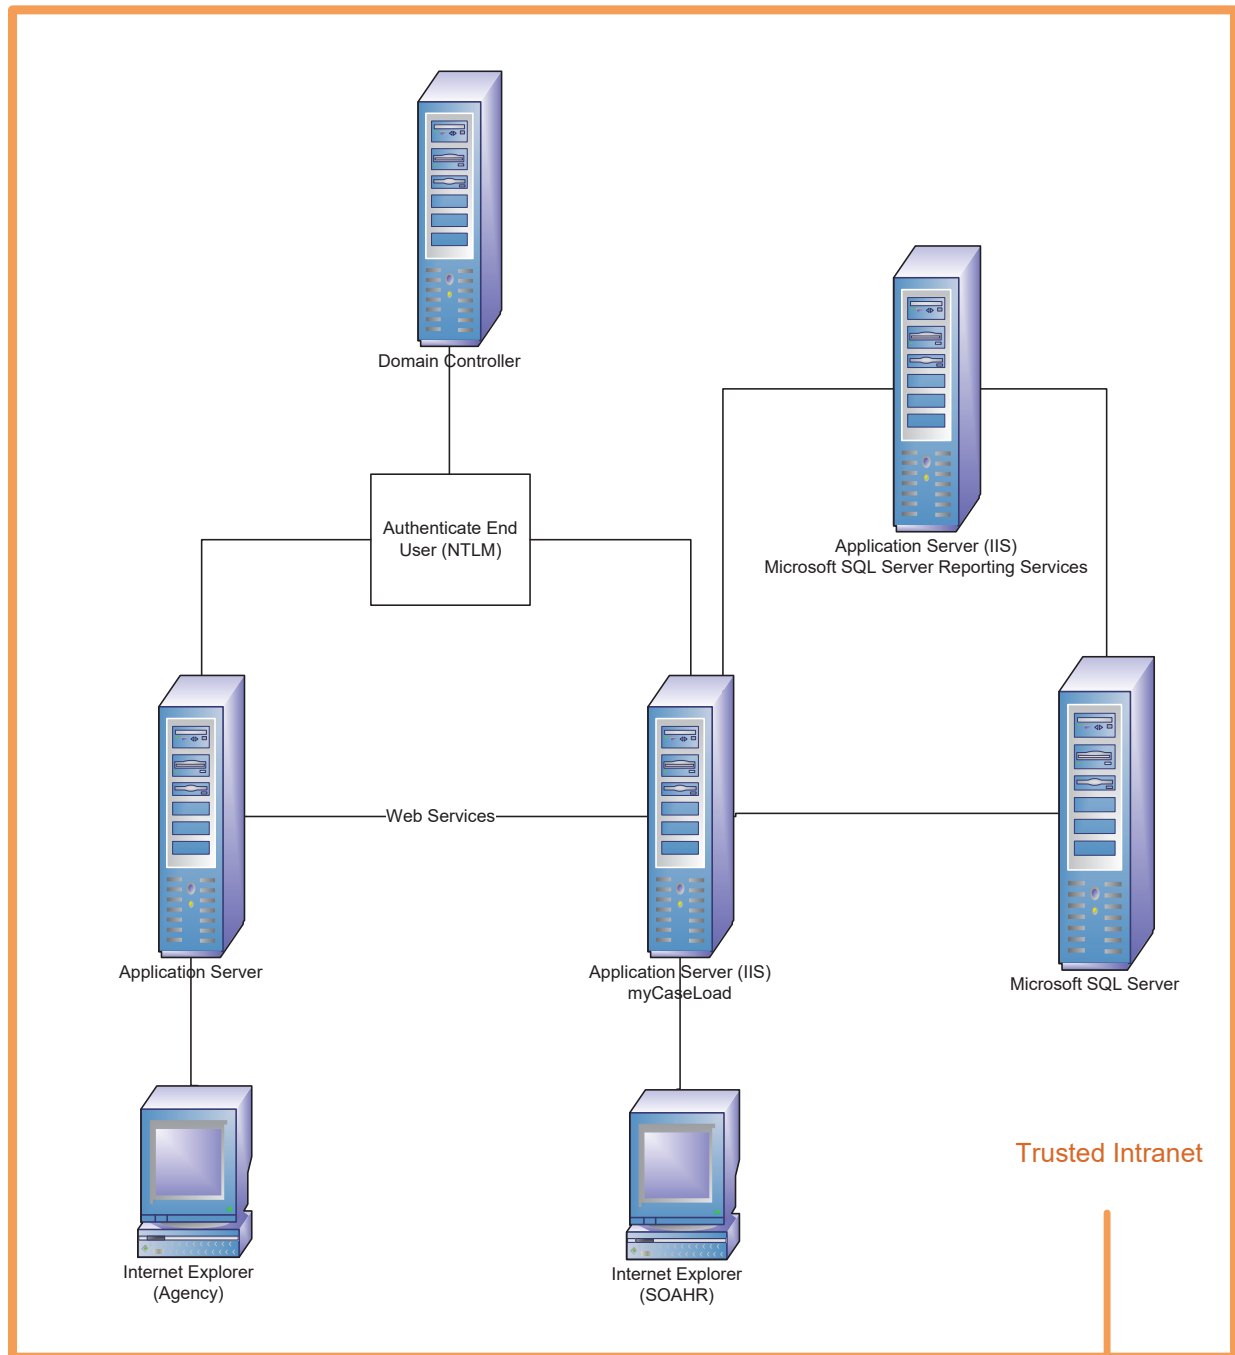 Domain Controller
Authenticate End
User (NTLM)
Application Server (IIS)
Microsoft SQL Server Reporting Services
Web Services
Application Server
Application Server (IIS)
myCaseLoad
Microsoft SQL Server
Trusted Intranet
Internet Explorer
(Agency)
Internet Explorer
(SOAHR)